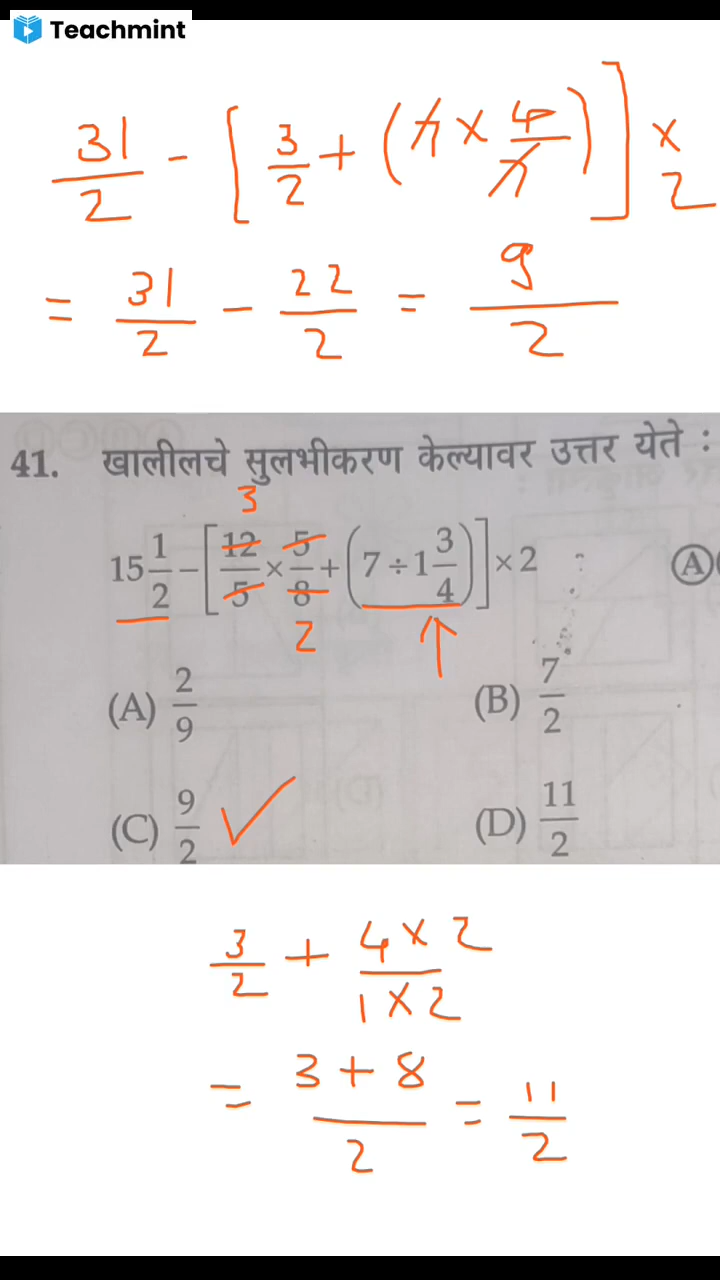 Teachmint
31/2 - [3/2 + (7 × 4/7)] × 2
= 31/2 - 22/2 = 9/2
41. खालीलचे सुलभीकरण केल्यावर उत्तर येते :
3
15 1/2 - [12/5 × 5/8 + (7 ÷ 1 3/4)] × 2 (A)
2
(A) 2/9 (B) 7/2
(C) 9/2 ✓ (D) 11/2
3/2 + 4 × 2/1 × 2
= 3 + 8/2 = 11/2